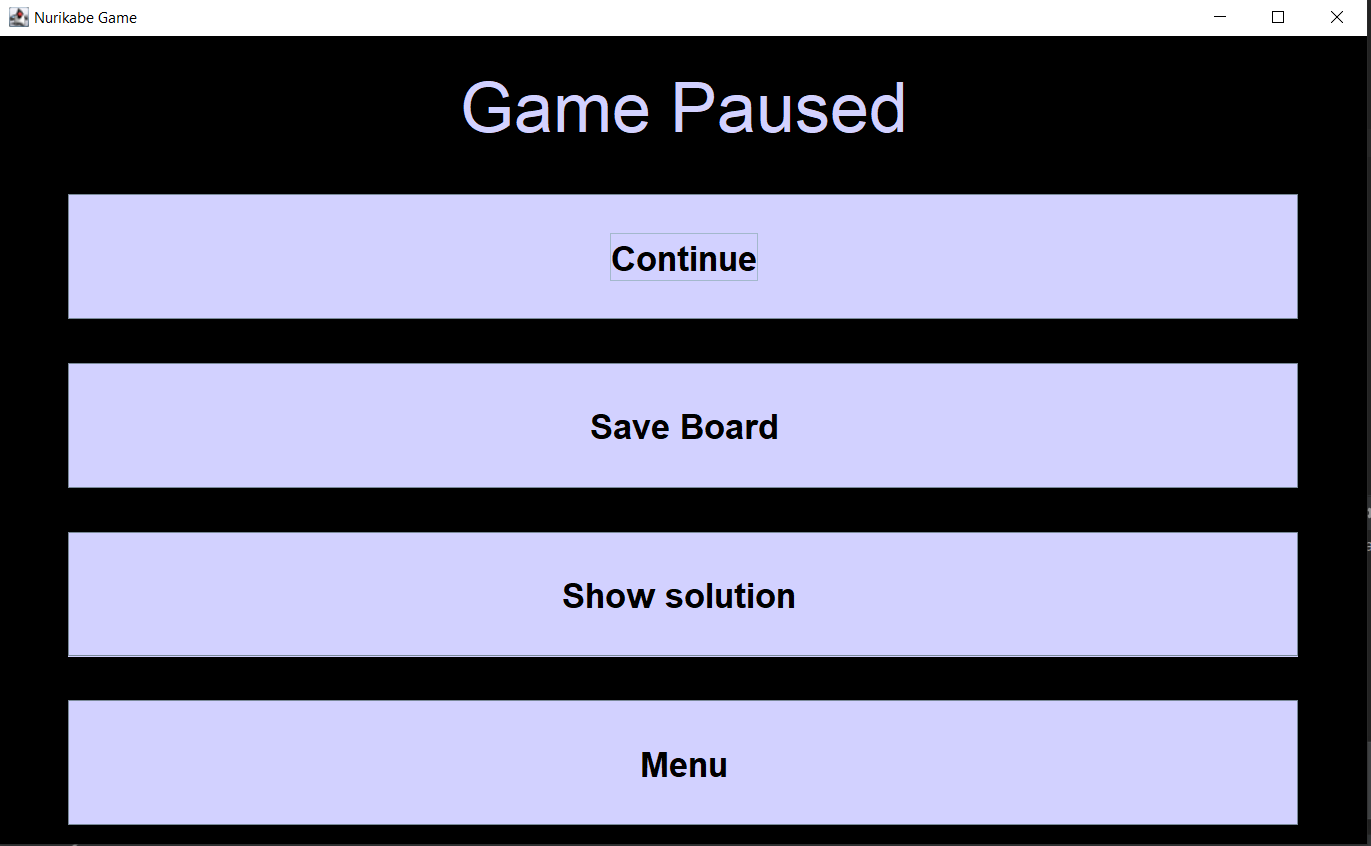 Nurikabe Game
Game Paused
Continue
Save Board
Show solution
Menu